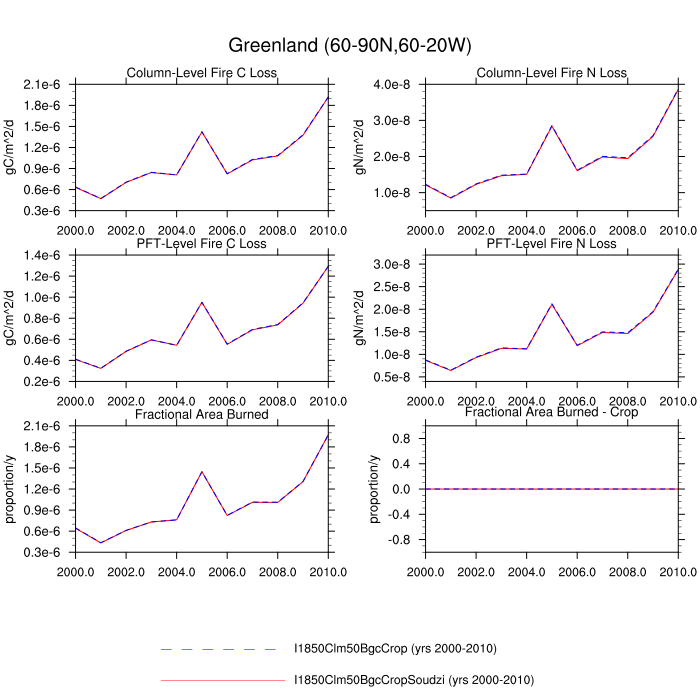 Greenland (60-90N,60-20W)
Column-Level Fire C Loss
gC/m^2/d
2.1e-6
1.8e-6
1.5e-6
1.2e-6
0.9e-6
0.6e-6
0.3e-6
2000.0 2002.0 2004.0 2006.0 2008.0 2010.0
Column-Level Fire N Loss
gN/m^2/d
4.0e-8
3.0e-8
2.0e-8
1.0e-8
2000.0 2002.0 2004.0 2006.0 2008.0 2010.0
PFT-Level Fire C Loss
gC/m^2/d
1.4e-6
1.2e-6
1.0e-6
0.8e-6
0.6e-6
0.4e-6
0.2e-6
2000.0 2002.0 2004.0 2006.0 2008.0 2010.0
PFT-Level Fire N Loss
gN/m^2/d
3.0e-8
2.5e-8
2.0e-8
1.5e-8
1.0e-8
0.5e-8
2000.0 2002.0 2004.0 2006.0 2008.0 2010.0
Fractional Area Burned
proportion/y
2.1e-6
1.8e-6
1.5e-6
1.2e-6
0.9e-6
0.6e-6
0.3e-6
2000.0 2002.0 2004.0 2006.0 2008.0 2010.0
Fractional Area Burned - Crop
proportion/y
0.8
0.4
0.0
-0.4
-0.8
2000.0 2002.0 2004.0 2006.0 2008.0 2010.0
I1850Clm50BgcCrop (yrs 2000-2010)
I1850Clm50BgcCropSoudzi (yrs 2000-2010)